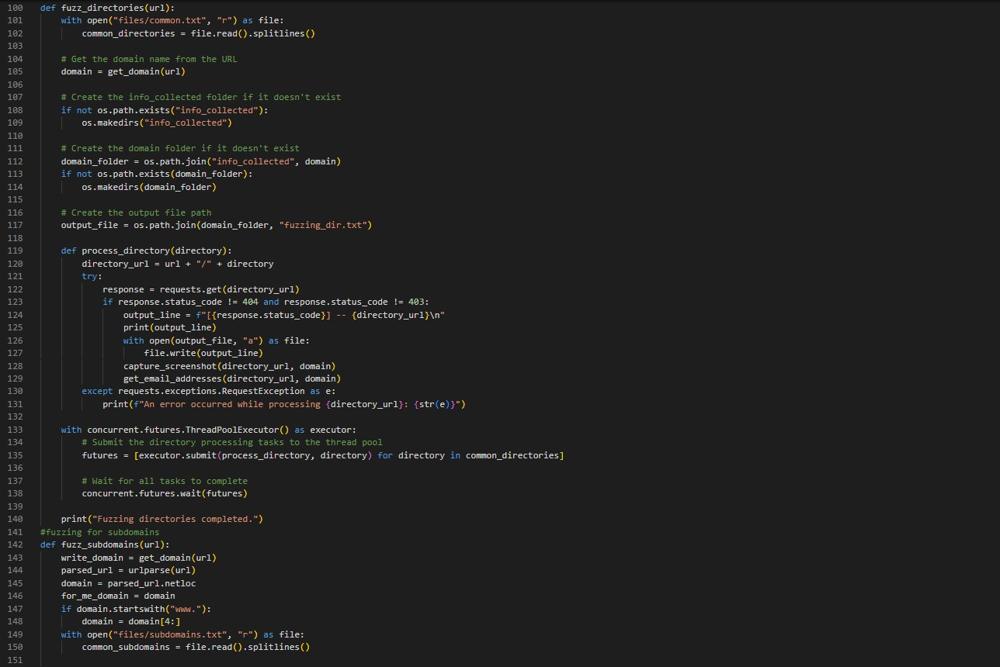 100 def fuzz_directories(url):
101     with open("files/common.txt", "r") as file:
102         common_directories = file.read().splitlines()
103
104     # Get the domain name from the URL
105     domain = get_domain(url)
106
107     # Create the info_collected folder if it doesn't exist
108     if not os.path.exists("info_collected"):
109         os.makedirs("info_collected")
110
111     # Create the domain folder if it doesn't exist
112     domain_folder = os.path.join("info_collected", domain)
113     if not os.path.exists(domain_folder):
114         os.makedirs(domain_folder)
115
116     # Create the output file path
117     output_file = os.path.join(domain_folder, "fuzzing_dir.txt")
118
119     def process_directory(directory):
120         directory_url = url + "/" + directory
121         try:
122             response = requests.get(directory_url)
123             if response.status_code != 404 and response.status_code != 403:
124                 output_line = f"[{response.status_code}] -- {directory_url}\n"
125                 print(output_line)
126                 with open(output_file, "a") as file:
127                     file.write(output_line)
128                 capture_screenshot(directory_url, domain)
129                 get_email_addresses(directory_url, domain)
130         except requests.exceptions.RequestException as e:
131             print(f"An error occurred while processing {directory_url}: {str(e)}")
132
133     with concurrent.futures.ThreadPoolExecutor() as executor:
134         # Submit the directory processing tasks to the thread pool
135         futures = [executor.submit(process_directory, directory) for directory in common_directories]
136
137         # Wait for all tasks to complete
138         concurrent.futures.wait(futures)
139
140     print("Fuzzing directories completed.")
141 #fuzzing for subdomains
142 def fuzz_subdomains(url):
143     write_domain = get_domain(url)
144     parsed_url = urlparse(url)
145     domain = parsed_url.netloc
146     for_me_domain = domain
147     if domain.startswith("www."):
148         domain = domain[4:]
149     with open("files/subdomains.txt", "r") as file:
150         common_subdomains = file.read().splitlines()
151